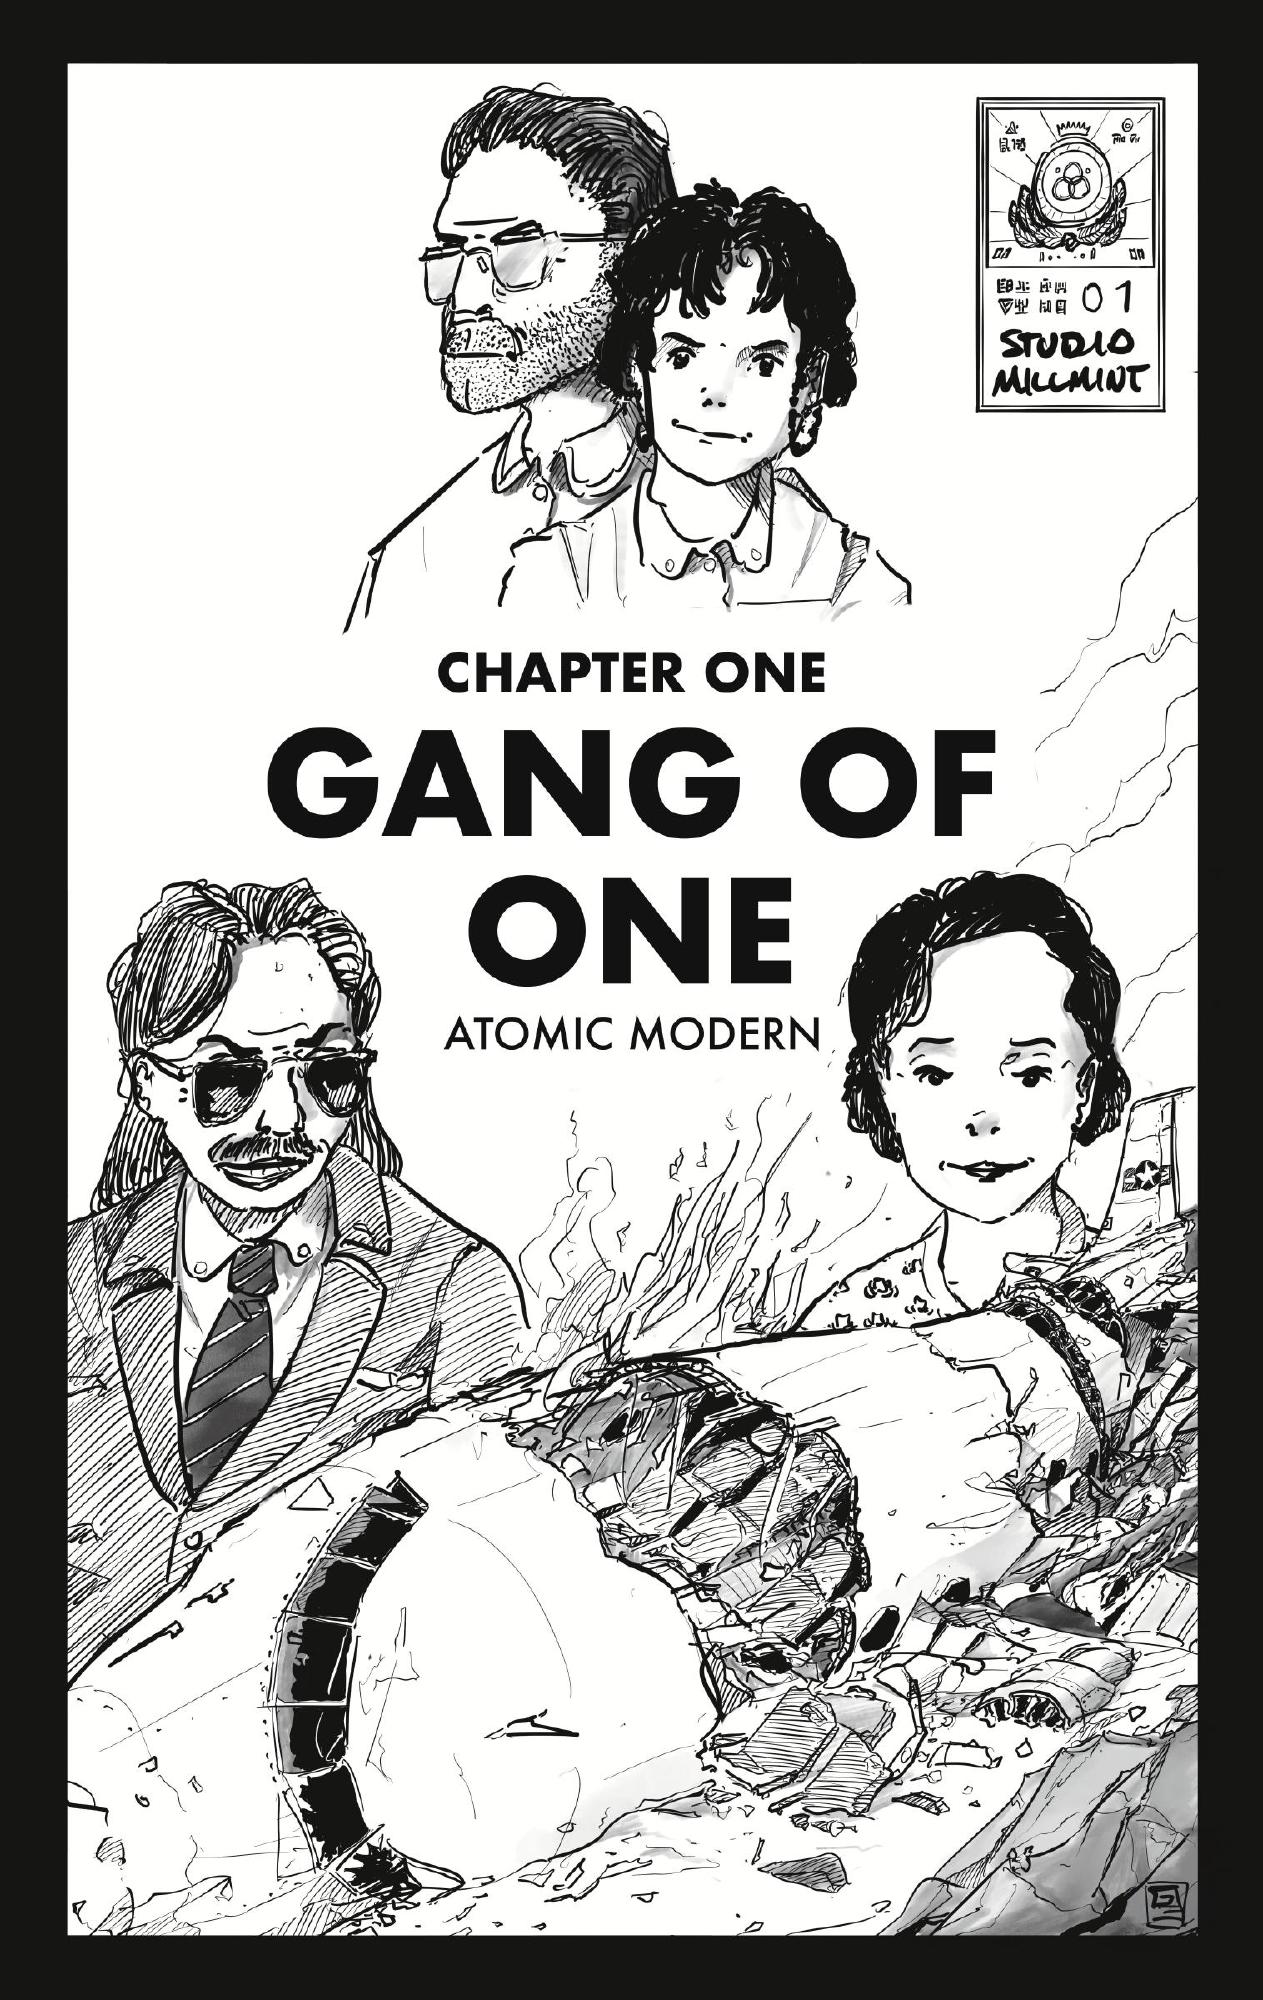 01
STUDIO
MILLMINT
CHAPTER ONE
GANG OF
ONE
ATOMIC MODERN